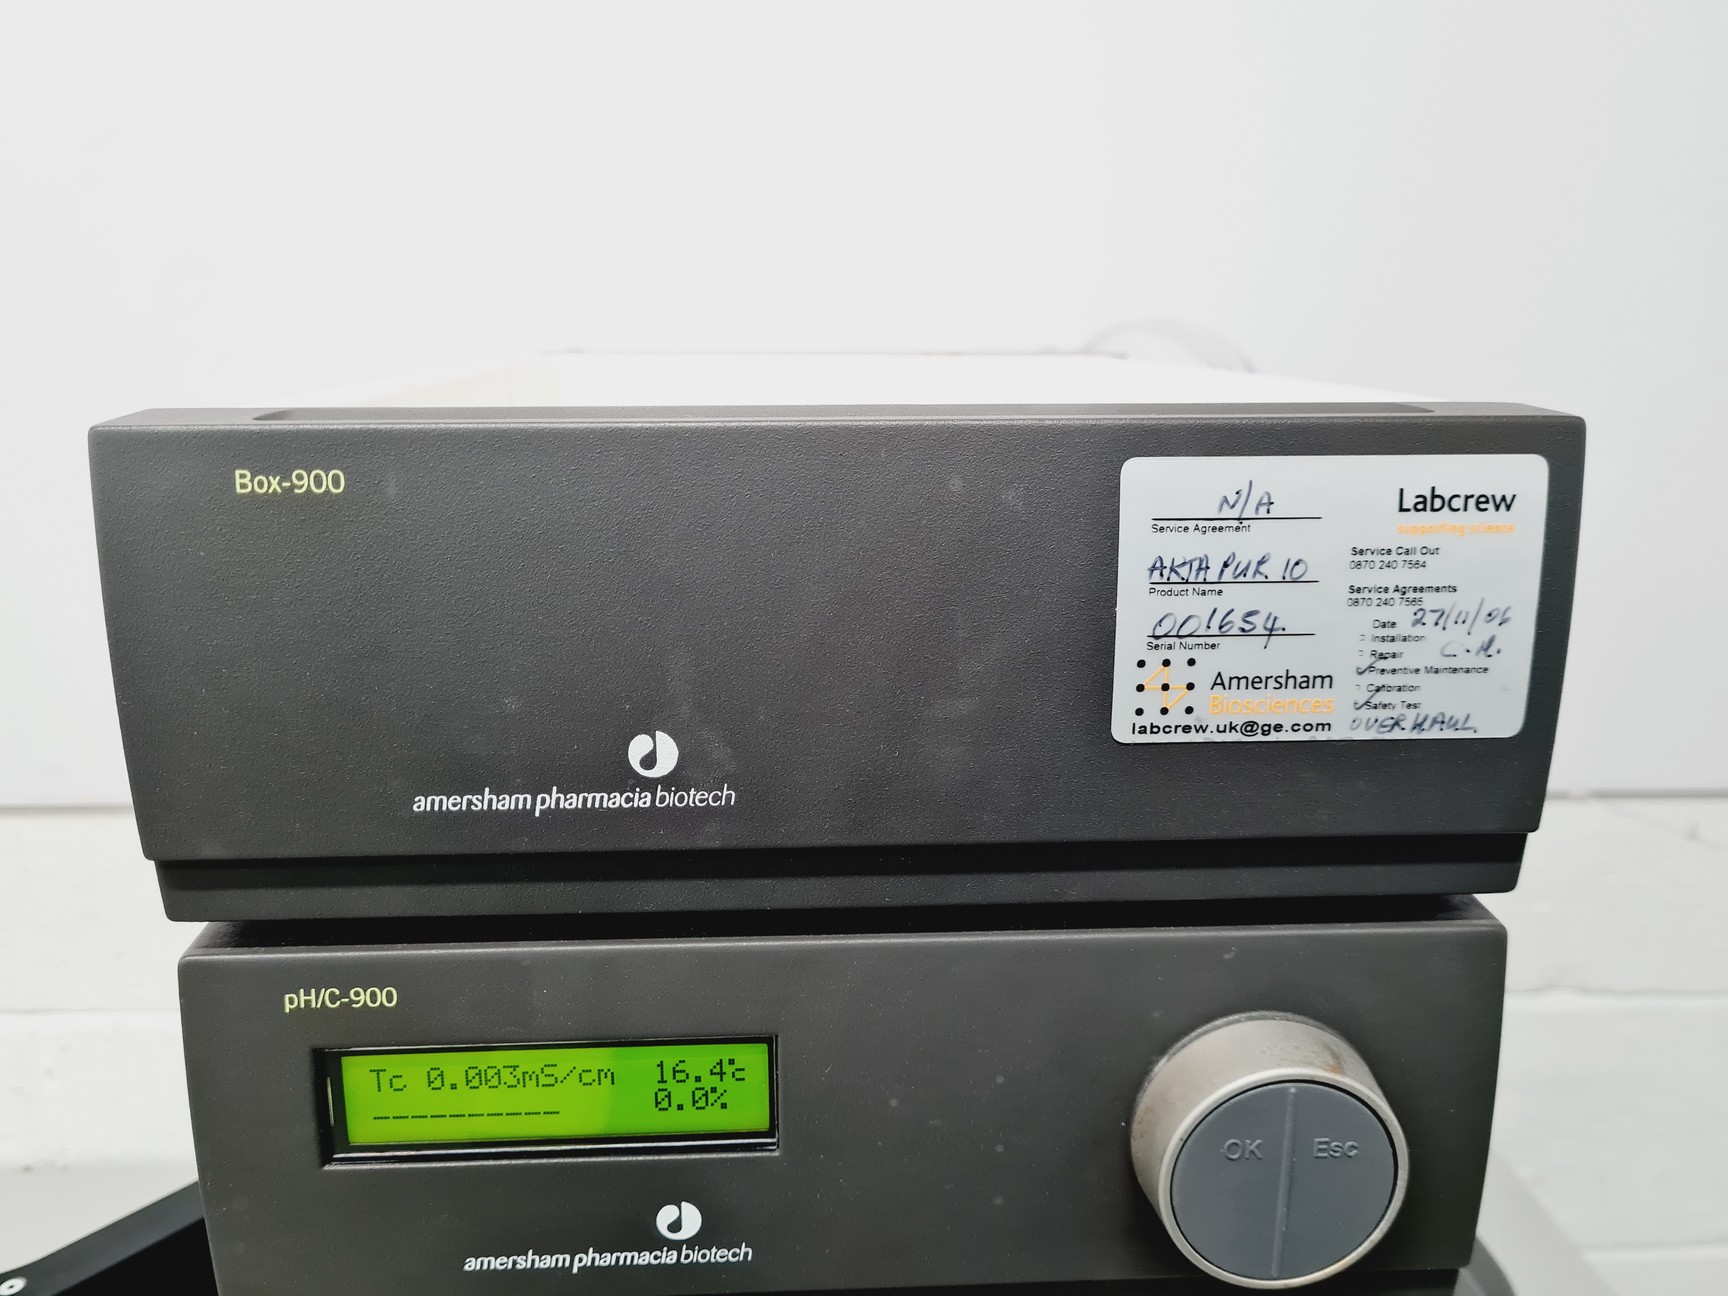 Box-900
N/A
Service Agreement
AKTA PUR 10
Product Name
001654.
Serial Number
Amersham
Biosciences
labcrew.uk@ge.com
Labcrew
supporting science
Service Call Out
0870 240 7564
Service Agreements
0870 240 7565
Date 27/11/06
Installation
Repair C.M.
Preventive Maintenance
Calibration
Safety Test
OVERHAUL
amersham pharmacia biotech
pH/C-900
Tc 0.003mS/cm 16.4°c
0.0%
OK Esc
amersham pharmacia biotech